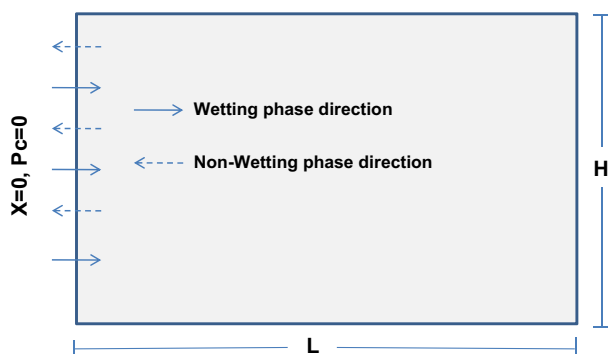 Wetting phase direction
Non-Wetting phase direction
X=0, Pc=0
H
L